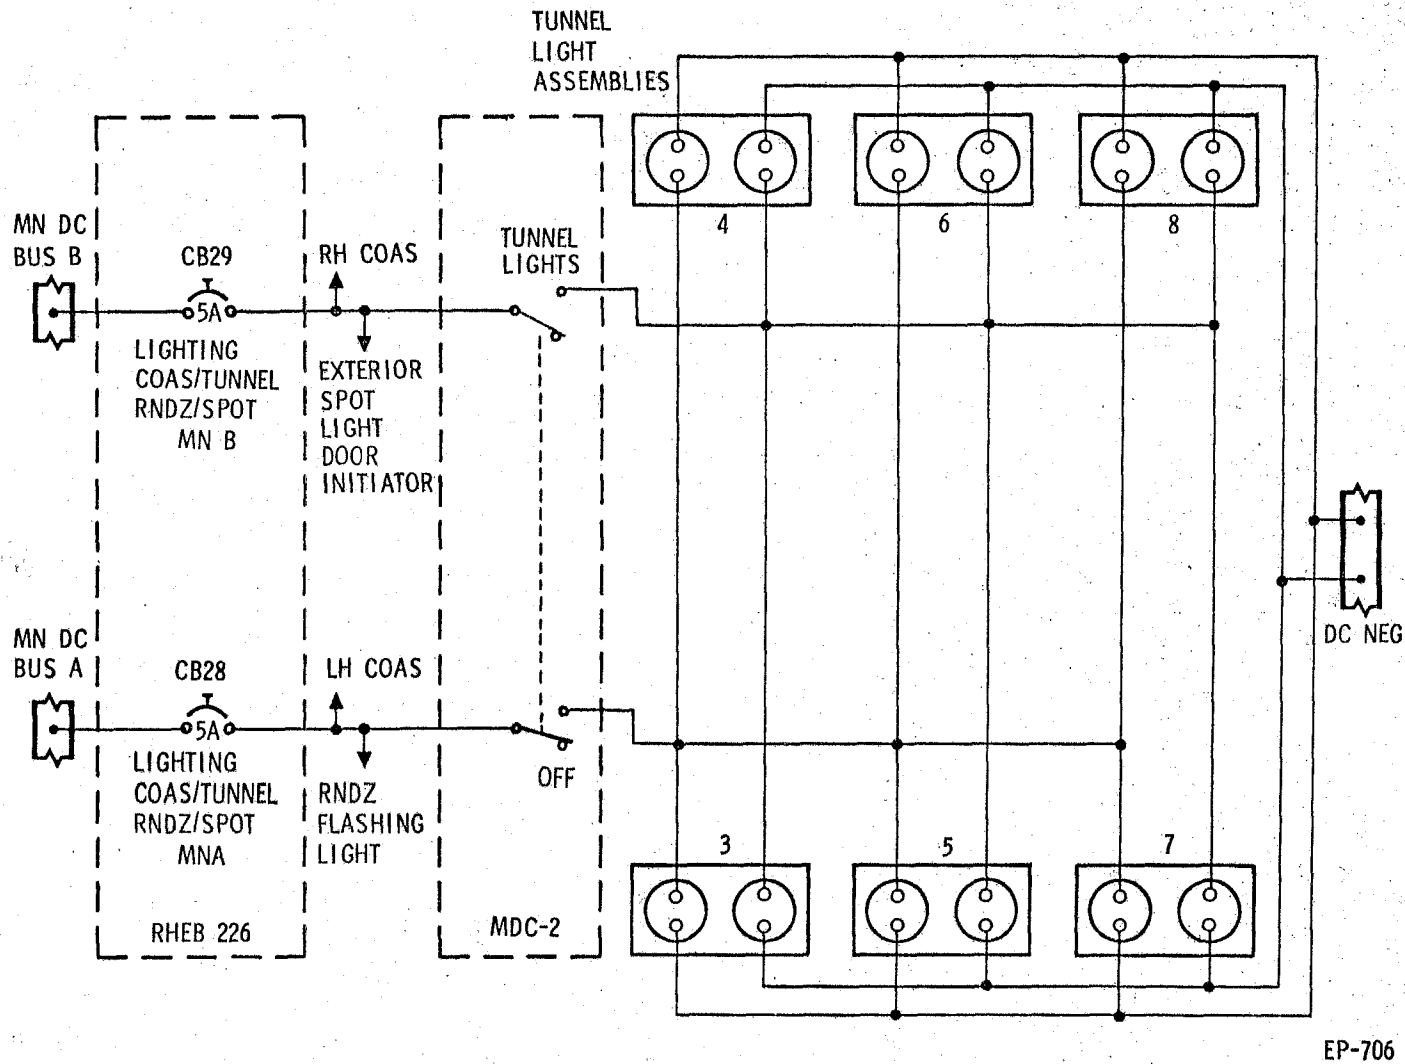 TUNNEL
LIGHT
ASSEMBLIES
4
6
8
MN DC
BUS B
CB29
5A
LIGHTING
COAS/TUNNEL
RNDZ/SPOT
MN B
RH COAS
EXTERIOR
SPOT
LIGHT
DOOR
INITIATOR
TUNNEL
LIGHTS
DC NEG
MN DC
BUS A
CB28
5A
LIGHTING
COAS/TUNNEL
RNDZ/SPOT
MNA
RHEB 226
LH COAS
RNDZ
FLASHING
LIGHT
OFF
MDC-2
3
5
7
EP-706